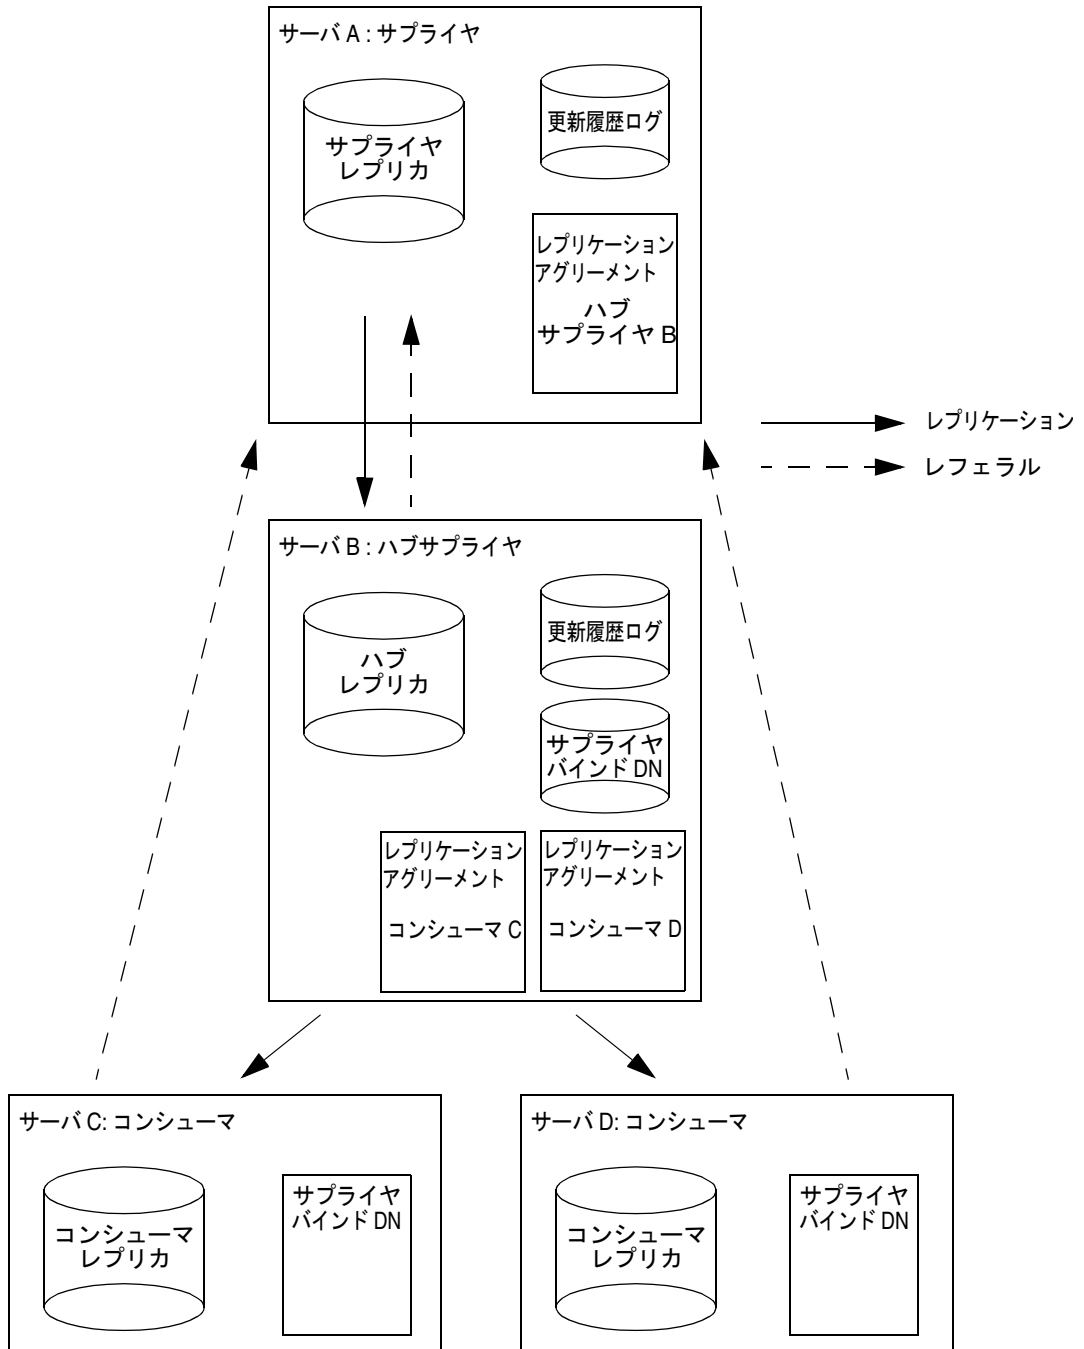 サーバ A : サプライヤ
サプライヤ
レプリカ
更新履歴ログ
レプリケーション
アグリーメント
ハブ
サプライヤ B
レプリケーション
レフェラル
サーバ B : ハブサプライヤ
ハブ
レプリカ
更新履歴ログ
サプライヤ
バインド DN
レプリケーション
アグリーメント
コンシューマ C
レプリケーション
アグリーメント
コンシューマ D
サーバ C: コンシューマ
コンシューマ
レプリカ
サプライヤ
バインド DN
サーバ D: コンシューマ
コンシューマ
レプリカ
サプライヤ
バインド DN